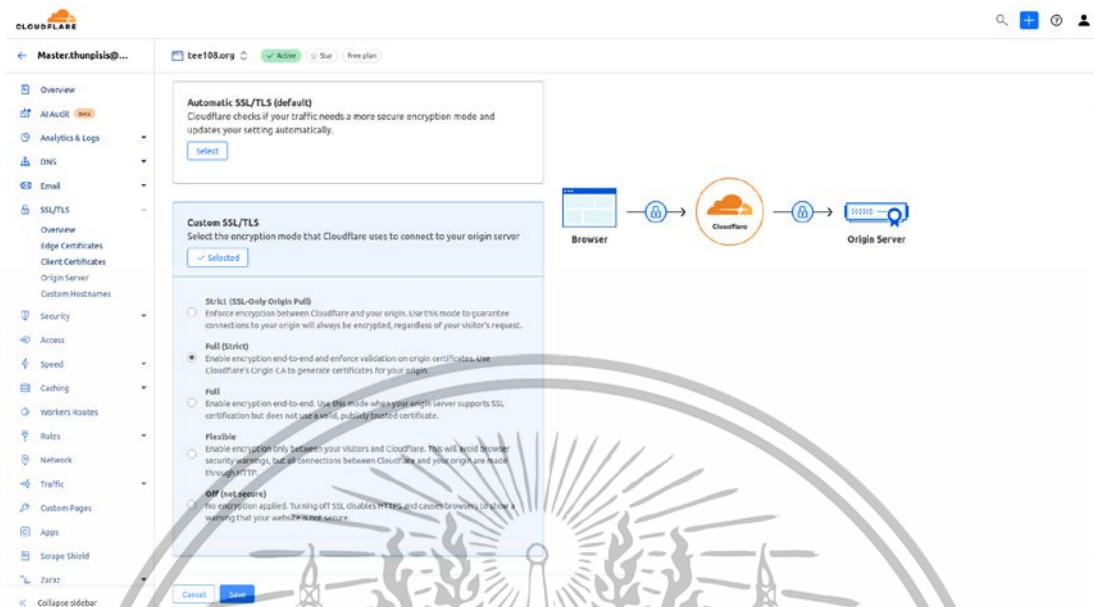 CLOUDFLARE
Master.thunpisis@...
tee108.org
Active
Star
Free plan
Overview
AI Audit Beta
Analytics & Logs
DNS
Email
SSL/TLS
Overview
Edge Certificates
Client Certificates
Origin Server
Custom Hostnames
Security
Access
Speed
Caching
Workers Routes
Rules
Network
Traffic
Custom Pages
Apps
Scrape Shield
Zaraz
Collapse sidebar
Automatic SSL/TLS (default)
Cloudflare checks if your traffic needs a more secure encryption mode and
updates your setting automatically.
Select
Custom SSL/TLS
Select the encryption mode that Cloudflare uses to connect to your origin server
Selected
Strict (SSL-Only Origin Pull)
Enforce encryption between Cloudflare and your origin. Use this mode to guarantee
connections to your origin will always be encrypted, regardless of your visitor's request.
Full (Strict)
Enable encryption end-to-end and enforce validation on origin certificates. Use
Cloudflare's Origin CA to generate certificates for your origin.
Full
Enable encryption end-to-end. Use this mode when your origin server supports SSL
certification but does not use a valid, publicly trusted certificate.
Flexible
Enable encryption only between your visitors and Cloudflare. This will avoid browser
security warnings, but all connections between Cloudflare and your origin are made
through HTTP.
Off (not secure)
No encryption applied. Turning off SSL disables HTTPS and causes browsers to show a
warning that your website is not secure.
Cancel
Save
Browser
Cloudflare
Origin Server